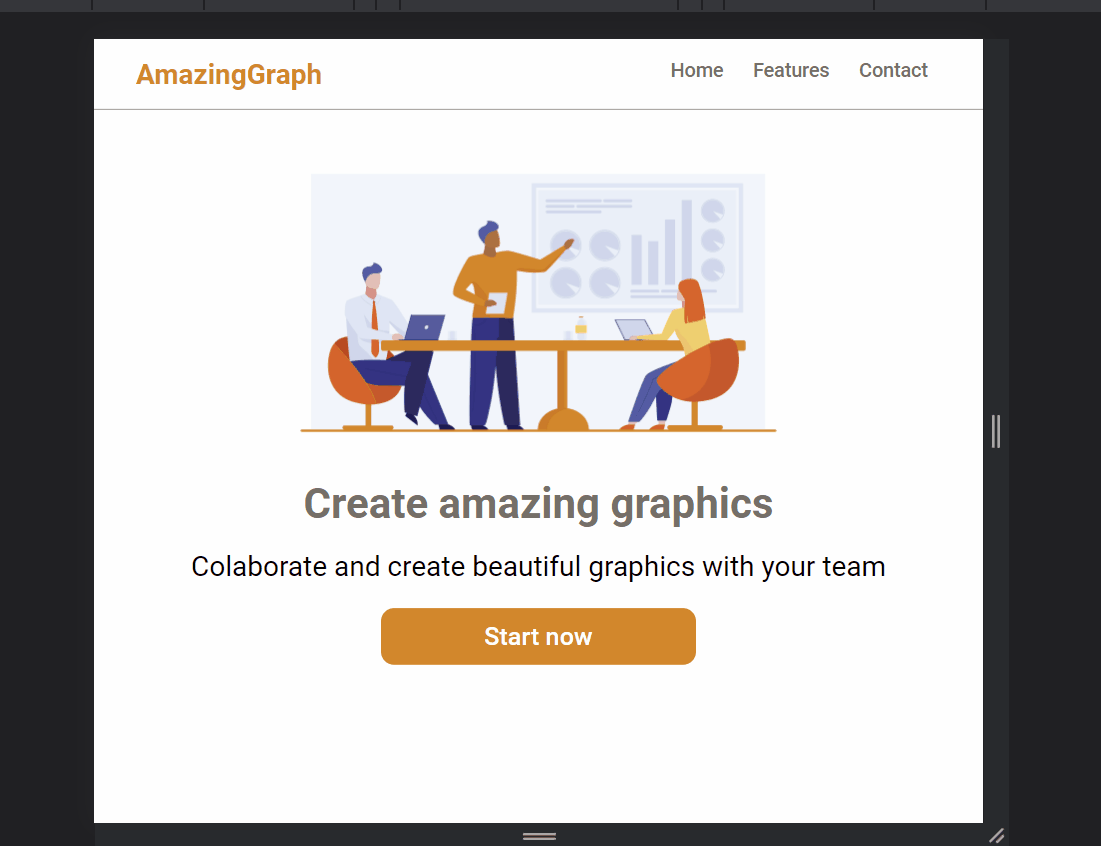 AmazingGraph
Home Features Contact
Create amazing graphics
Colaborate and create beautiful graphics with your team
Start now